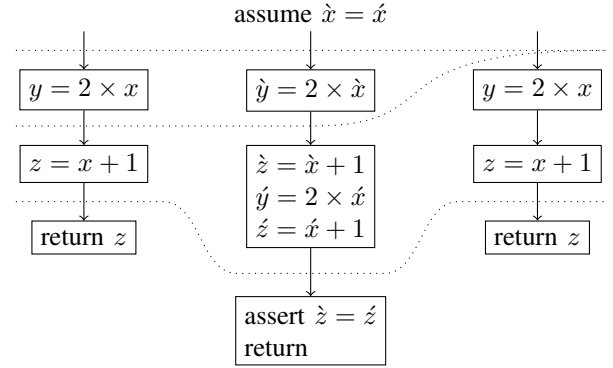 assume x̀ = x́
y = 2 × x
ỳ = 2 × x̀
y = 2 × x
z = x + 1
z̀ = x̀ + 1
ý = 2 × x́
ź = x́ + 1
z = x + 1
return z
return z
assert z̀ = ź
return